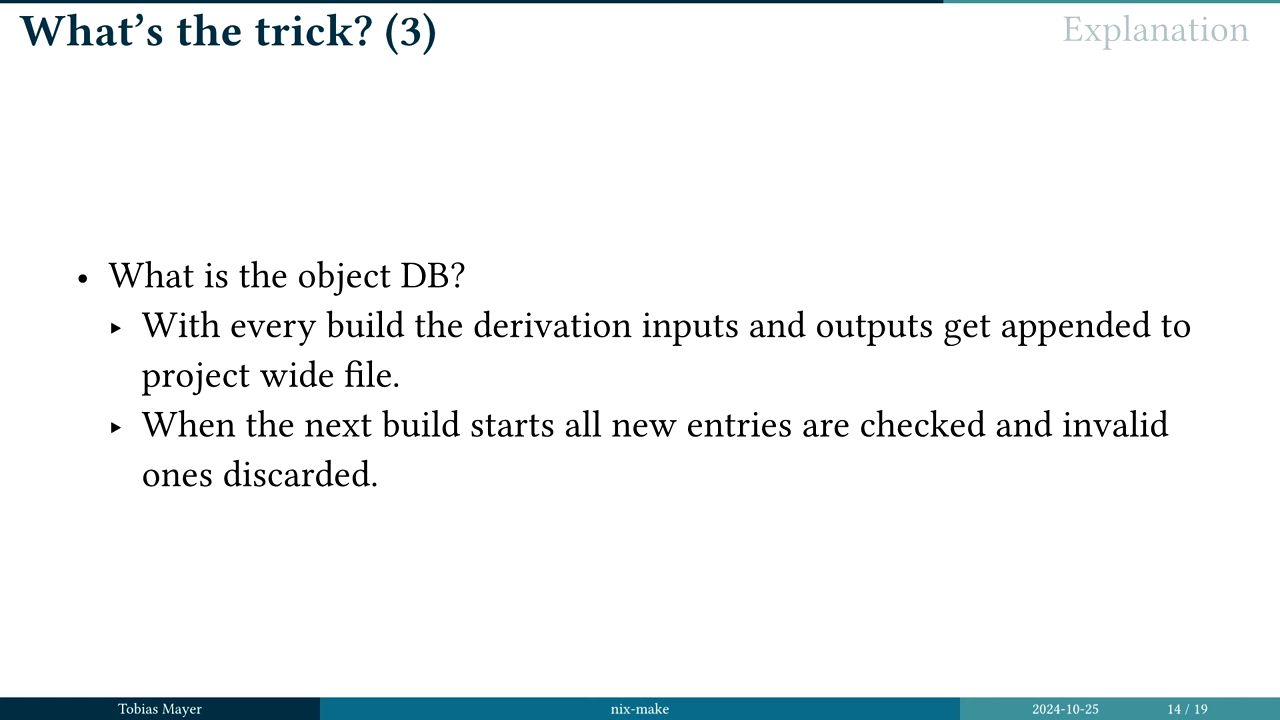 What’s the trick? (3)
Explanation
• What is the object DB?
‣ With every build the derivation inputs and outputs get appended to
project wide file.
‣ When the next build starts all new entries are checked and invalid
ones discarded.
Tobias Mayer
nix-make
2024-10-25
14 / 19